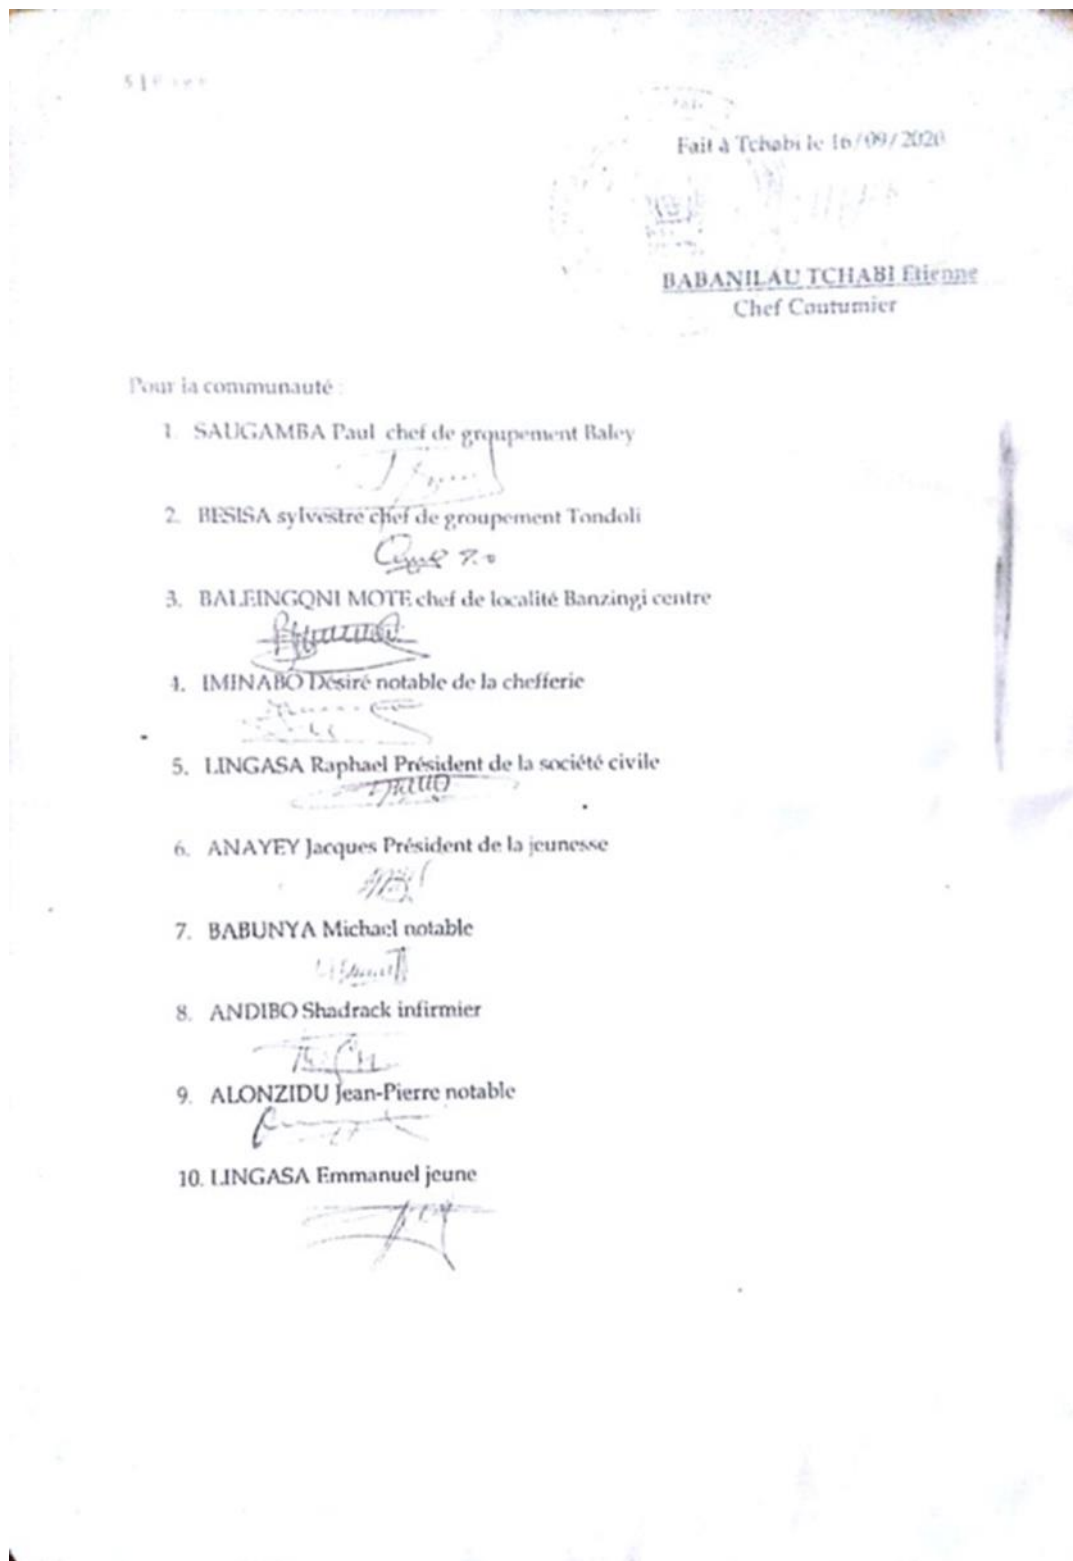 5 | P a g e
Fait à Tchabi le 16/09/2020
BABANILAU TCHABI Etienne
Chef Coutumier
Pour la communauté :
1. SAUGAMBA Paul chef de groupement Baley
2. BESISA sylvestre chef de groupement Tondoli
3. BALEINGONI MOTE chef de localité Banzingi centre
4. IMINABO Désiré notable de la chefferie
5. LINGASA Raphael Président de la société civile
6. ANAYEY Jacques Président de la jeunesse
7. BABUNYA Michael notable
8. ANDIBO Shadrack infirmier
9. ALONZIDU Jean-Pierre notable
10. LINGASA Emmanuel jeune